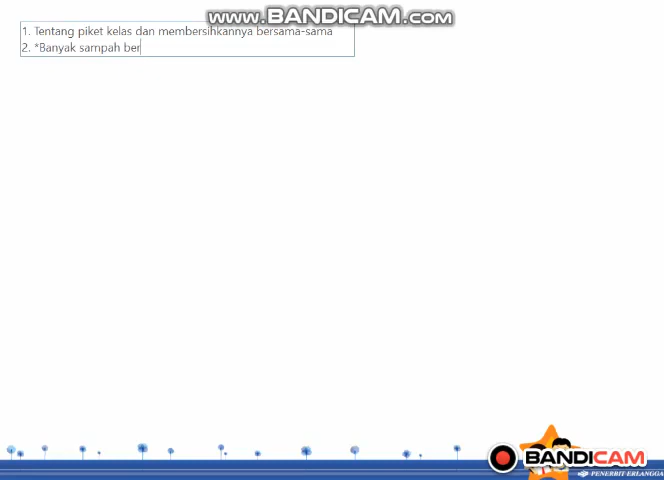 www.BANDICAM.com
1. Tentang piket kelas dan membersihkannya bersama-sama
2. *Banyak sampah ber
BANDICAM
PENERBIT ERLANGGA